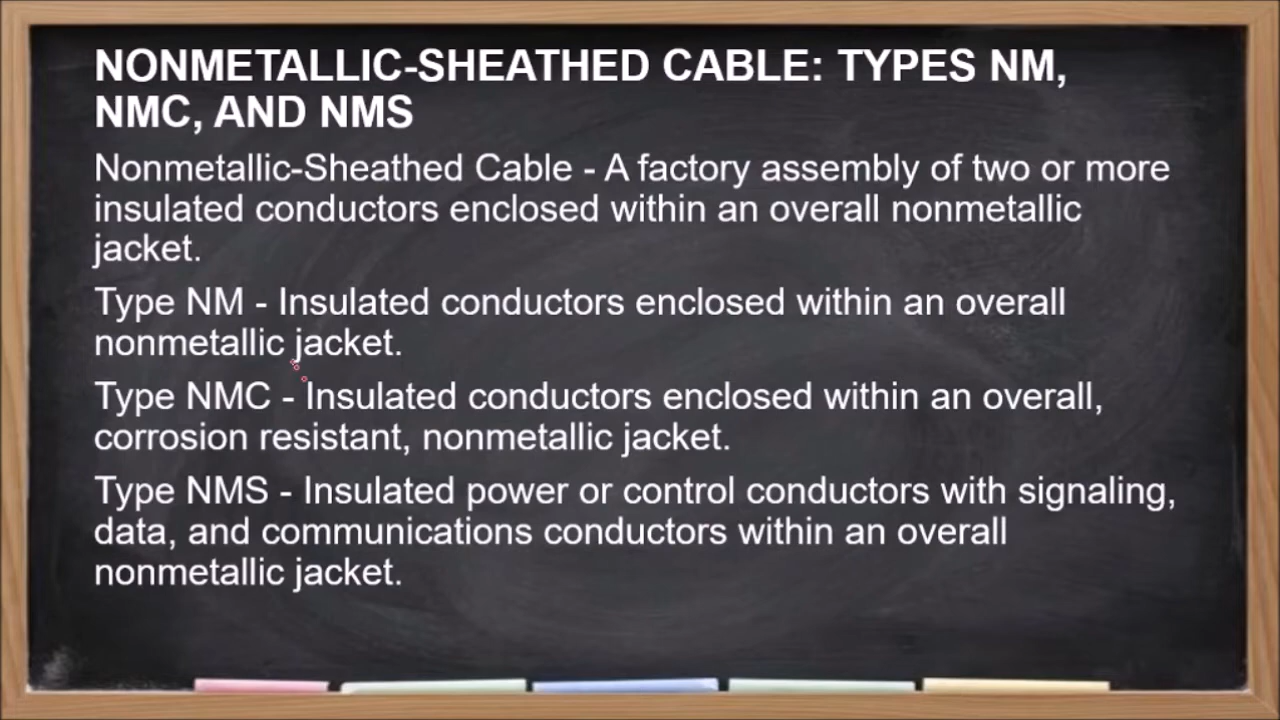 NONMETALLIC-SHEATHED CABLE: TYPES NM,
NMC, AND NMS
Nonmetallic-Sheathed Cable - A factory assembly of two or more
insulated conductors enclosed within an overall nonmetallic
jacket.
Type NM - Insulated conductors enclosed within an overall
nonmetallic jacket.
Type NMC - Insulated conductors enclosed within an overall,
corrosion resistant, nonmetallic jacket.
Type NMS - Insulated power or control conductors with signaling,
data, and communications conductors within an overall
nonmetallic jacket.